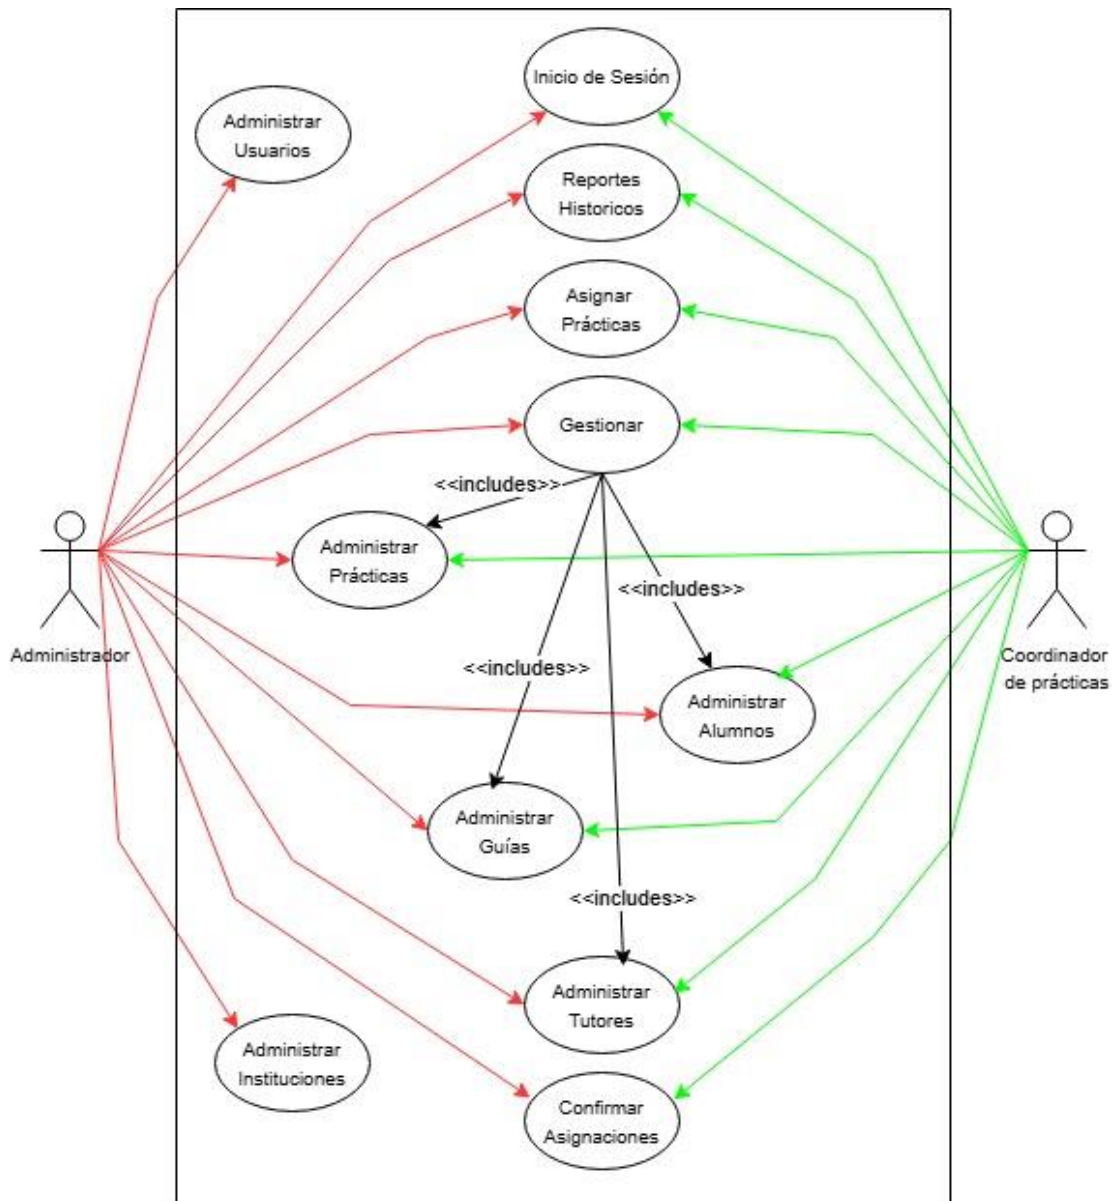 Inicio de Sesión
Administrar
Usuarios
Reportes
Historicos
Asignar
Prácticas
Gestionar
<<includes>>
Administrar
Prácticas
<<includes>>
Administrador
Coordinador
de prácticas
<<includes>>
Administrar
Alumnos
Administrar
Guías
<<includes>>
Administrar
Tutores
Administrar
Instituciones
Confirmar
Asignaciones